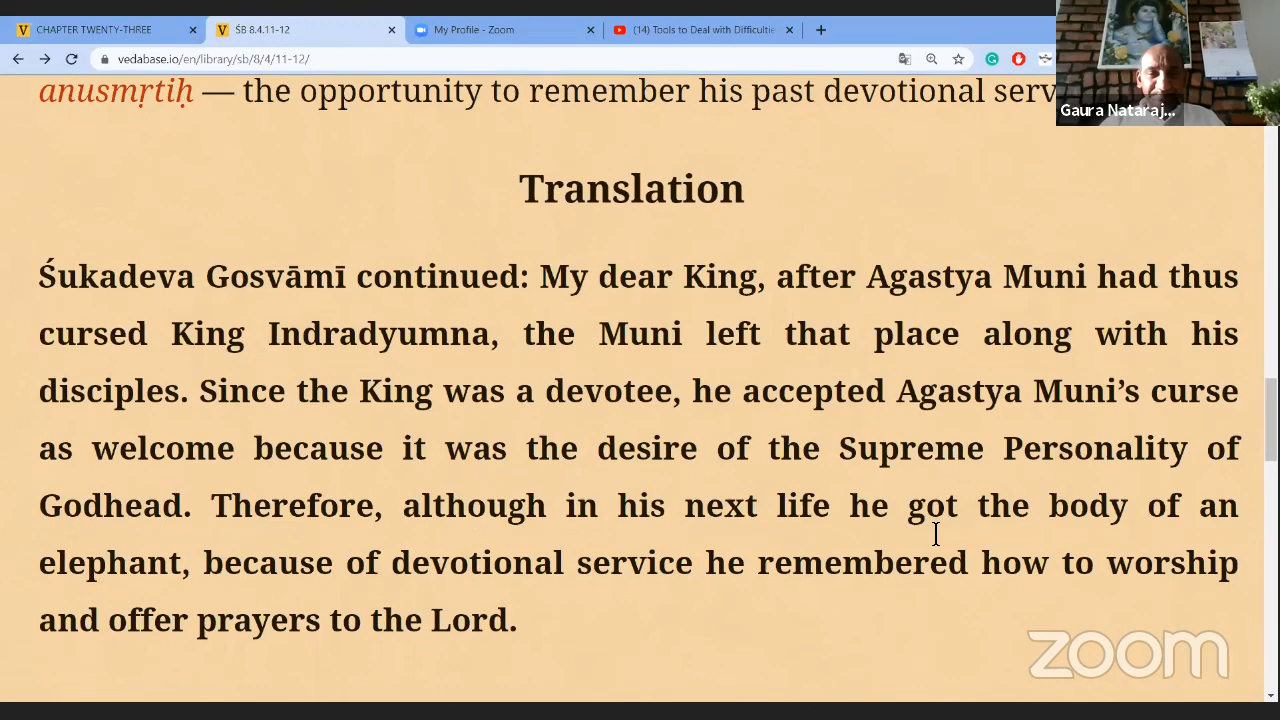 CHAPTER TWENTY-THREE
ŚB 8.4.11-12
My Profile - Zoom
(14) Tools to Deal with Difficultie
vedabase.io/en/library/sb/8/4/11-12/
Gaura Nataraj...
anusmṛtiḥ — the opportunity to remember his past devotional serv
Translation
Śukadeva Gosvāmī continued: My dear King, after Agastya Muni had thus
cursed King Indradyumna, the Muni left that place along with his
disciples. Since the King was a devotee, he accepted Agastya Muni’s curse
as welcome because it was the desire of the Supreme Personality of
Godhead. Therefore, although in his next life he got the body of an
elephant, because of devotional service he remembered how to worship
and offer prayers to the Lord.
zoom